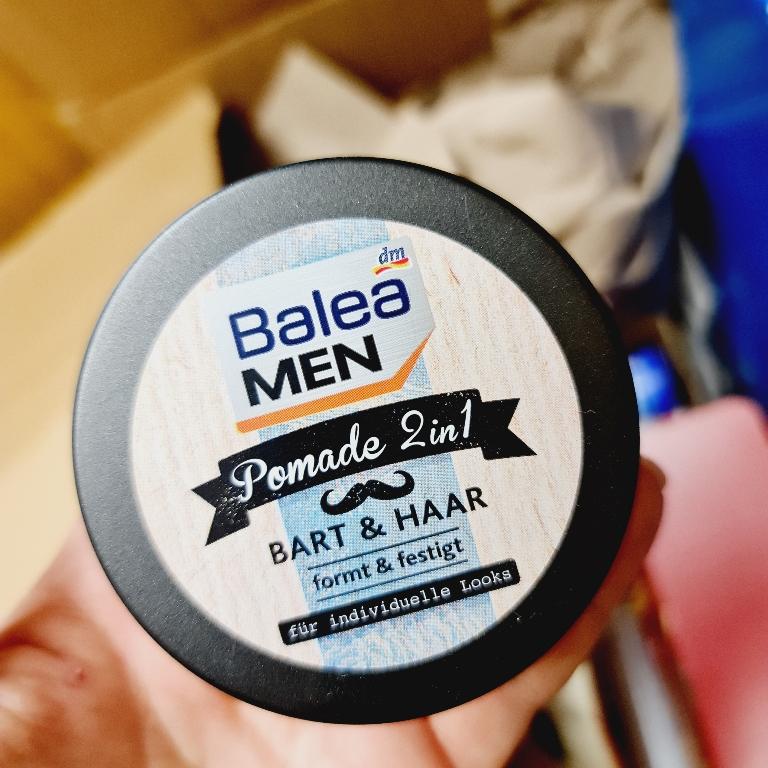 dm
Balea
MEN
Pomade 2in1
BART & HAAR
formt & festigt
für individuelle Looks